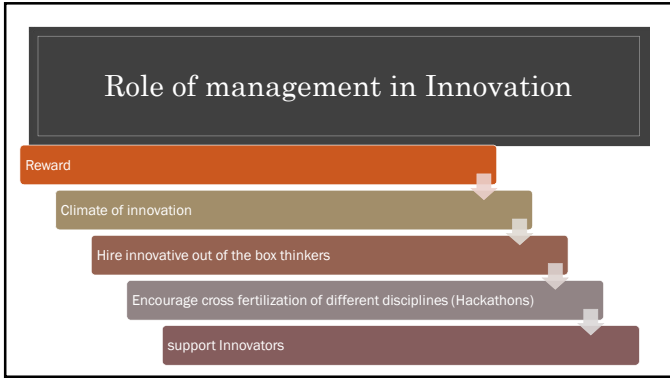 Role of management in Innovation
Reward
Climate of innovation
Hire innovative out of the box thinkers
Encourage cross fertilization of different disciplines (Hackathons)
support Innovators